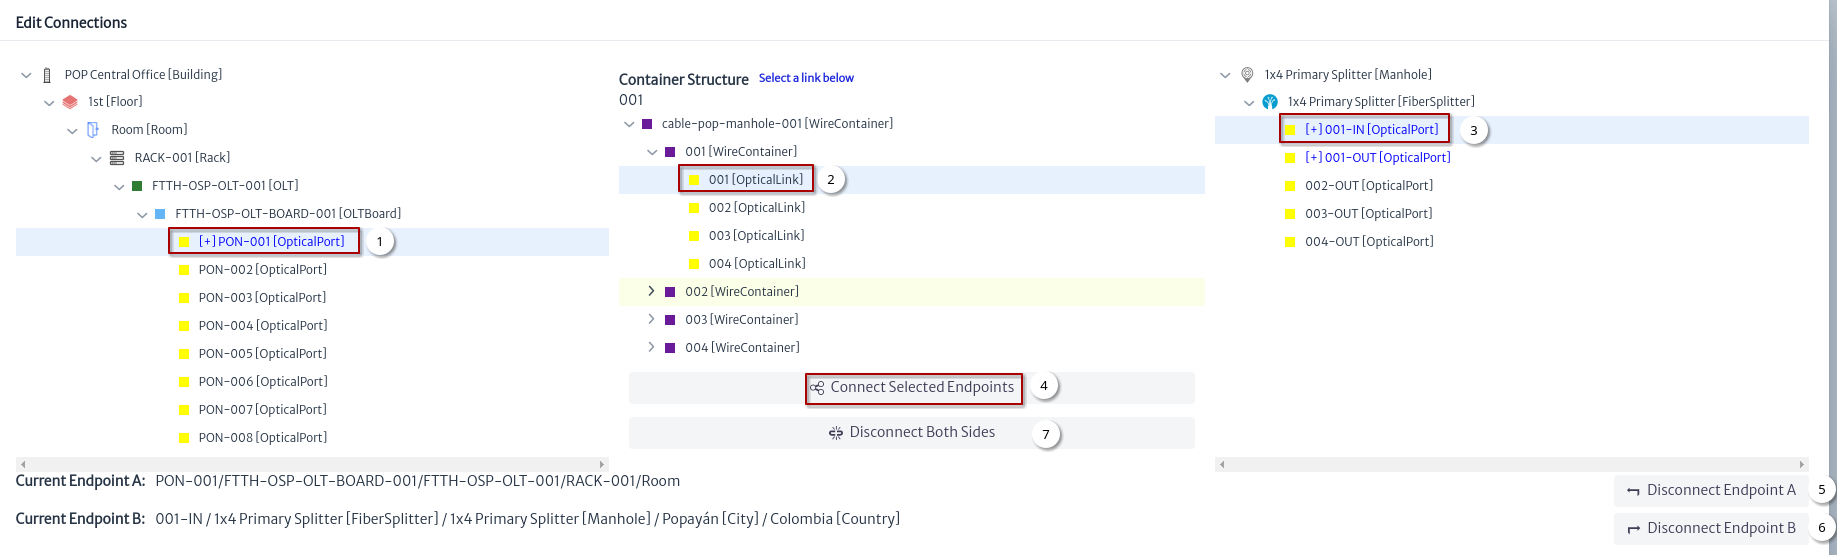 Edit Connections
POP Central Office [Building]
1st [Floor]
Room [Room]
RACK-001 [Rack]
FTTH-OSP-OLT-001 [OLT]
FTTH-OSP-OLT-BOARD-001 [OLTBoard]
[+] PON-001 [OpticalPort]
1
PON-002 [OpticalPort]
PON-003 [OpticalPort]
PON-004 [OpticalPort]
PON-005 [OpticalPort]
PON-006 [OpticalPort]
PON-007 [OpticalPort]
PON-008 [OpticalPort]
Container Structure Select a link below
001
cable-pop-manhole-001 [WireContainer]
001 [WireContainer]
001 [OpticalLink]
2
002 [OpticalLink]
003 [OpticalLink]
004 [OpticalLink]
002 [WireContainer]
003 [WireContainer]
004 [WireContainer]
Connect Selected Endpoints
4
Disconnect Both Sides
7
1x4 Primary Splitter [Manhole]
1x4 Primary Splitter [FiberSplitter]
[+] 001-IN [OpticalPort]
3
[+] 001-OUT [OpticalPort]
002-OUT [OpticalPort]
003-OUT [OpticalPort]
004-OUT [OpticalPort]
Current Endpoint A: PON-001/FTTH-OSP-OLT-BOARD-001/FTTH-OSP-OLT-001/RACK-001/Room
Disconnect Endpoint A
5
Current Endpoint B: 001-IN / 1x4 Primary Splitter [FiberSplitter] / 1x4 Primary Splitter [Manhole] / Popayán [City] / Colombia [Country]
Disconnect Endpoint B
6